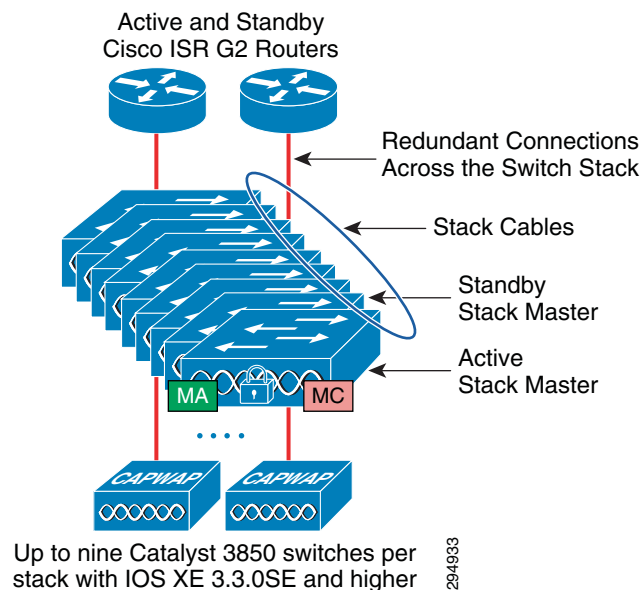 Active and Standby
Cisco ISR G2 Routers
Redundant Connections
Across the Switch Stack
Stack Cables
Standby
Stack Master
Active
Stack Master
MA
MC
CAPWAP
CAPWAP
Up to nine Catalyst 3850 switches per
stack with IOS XE 3.3.0SE and higher
294933